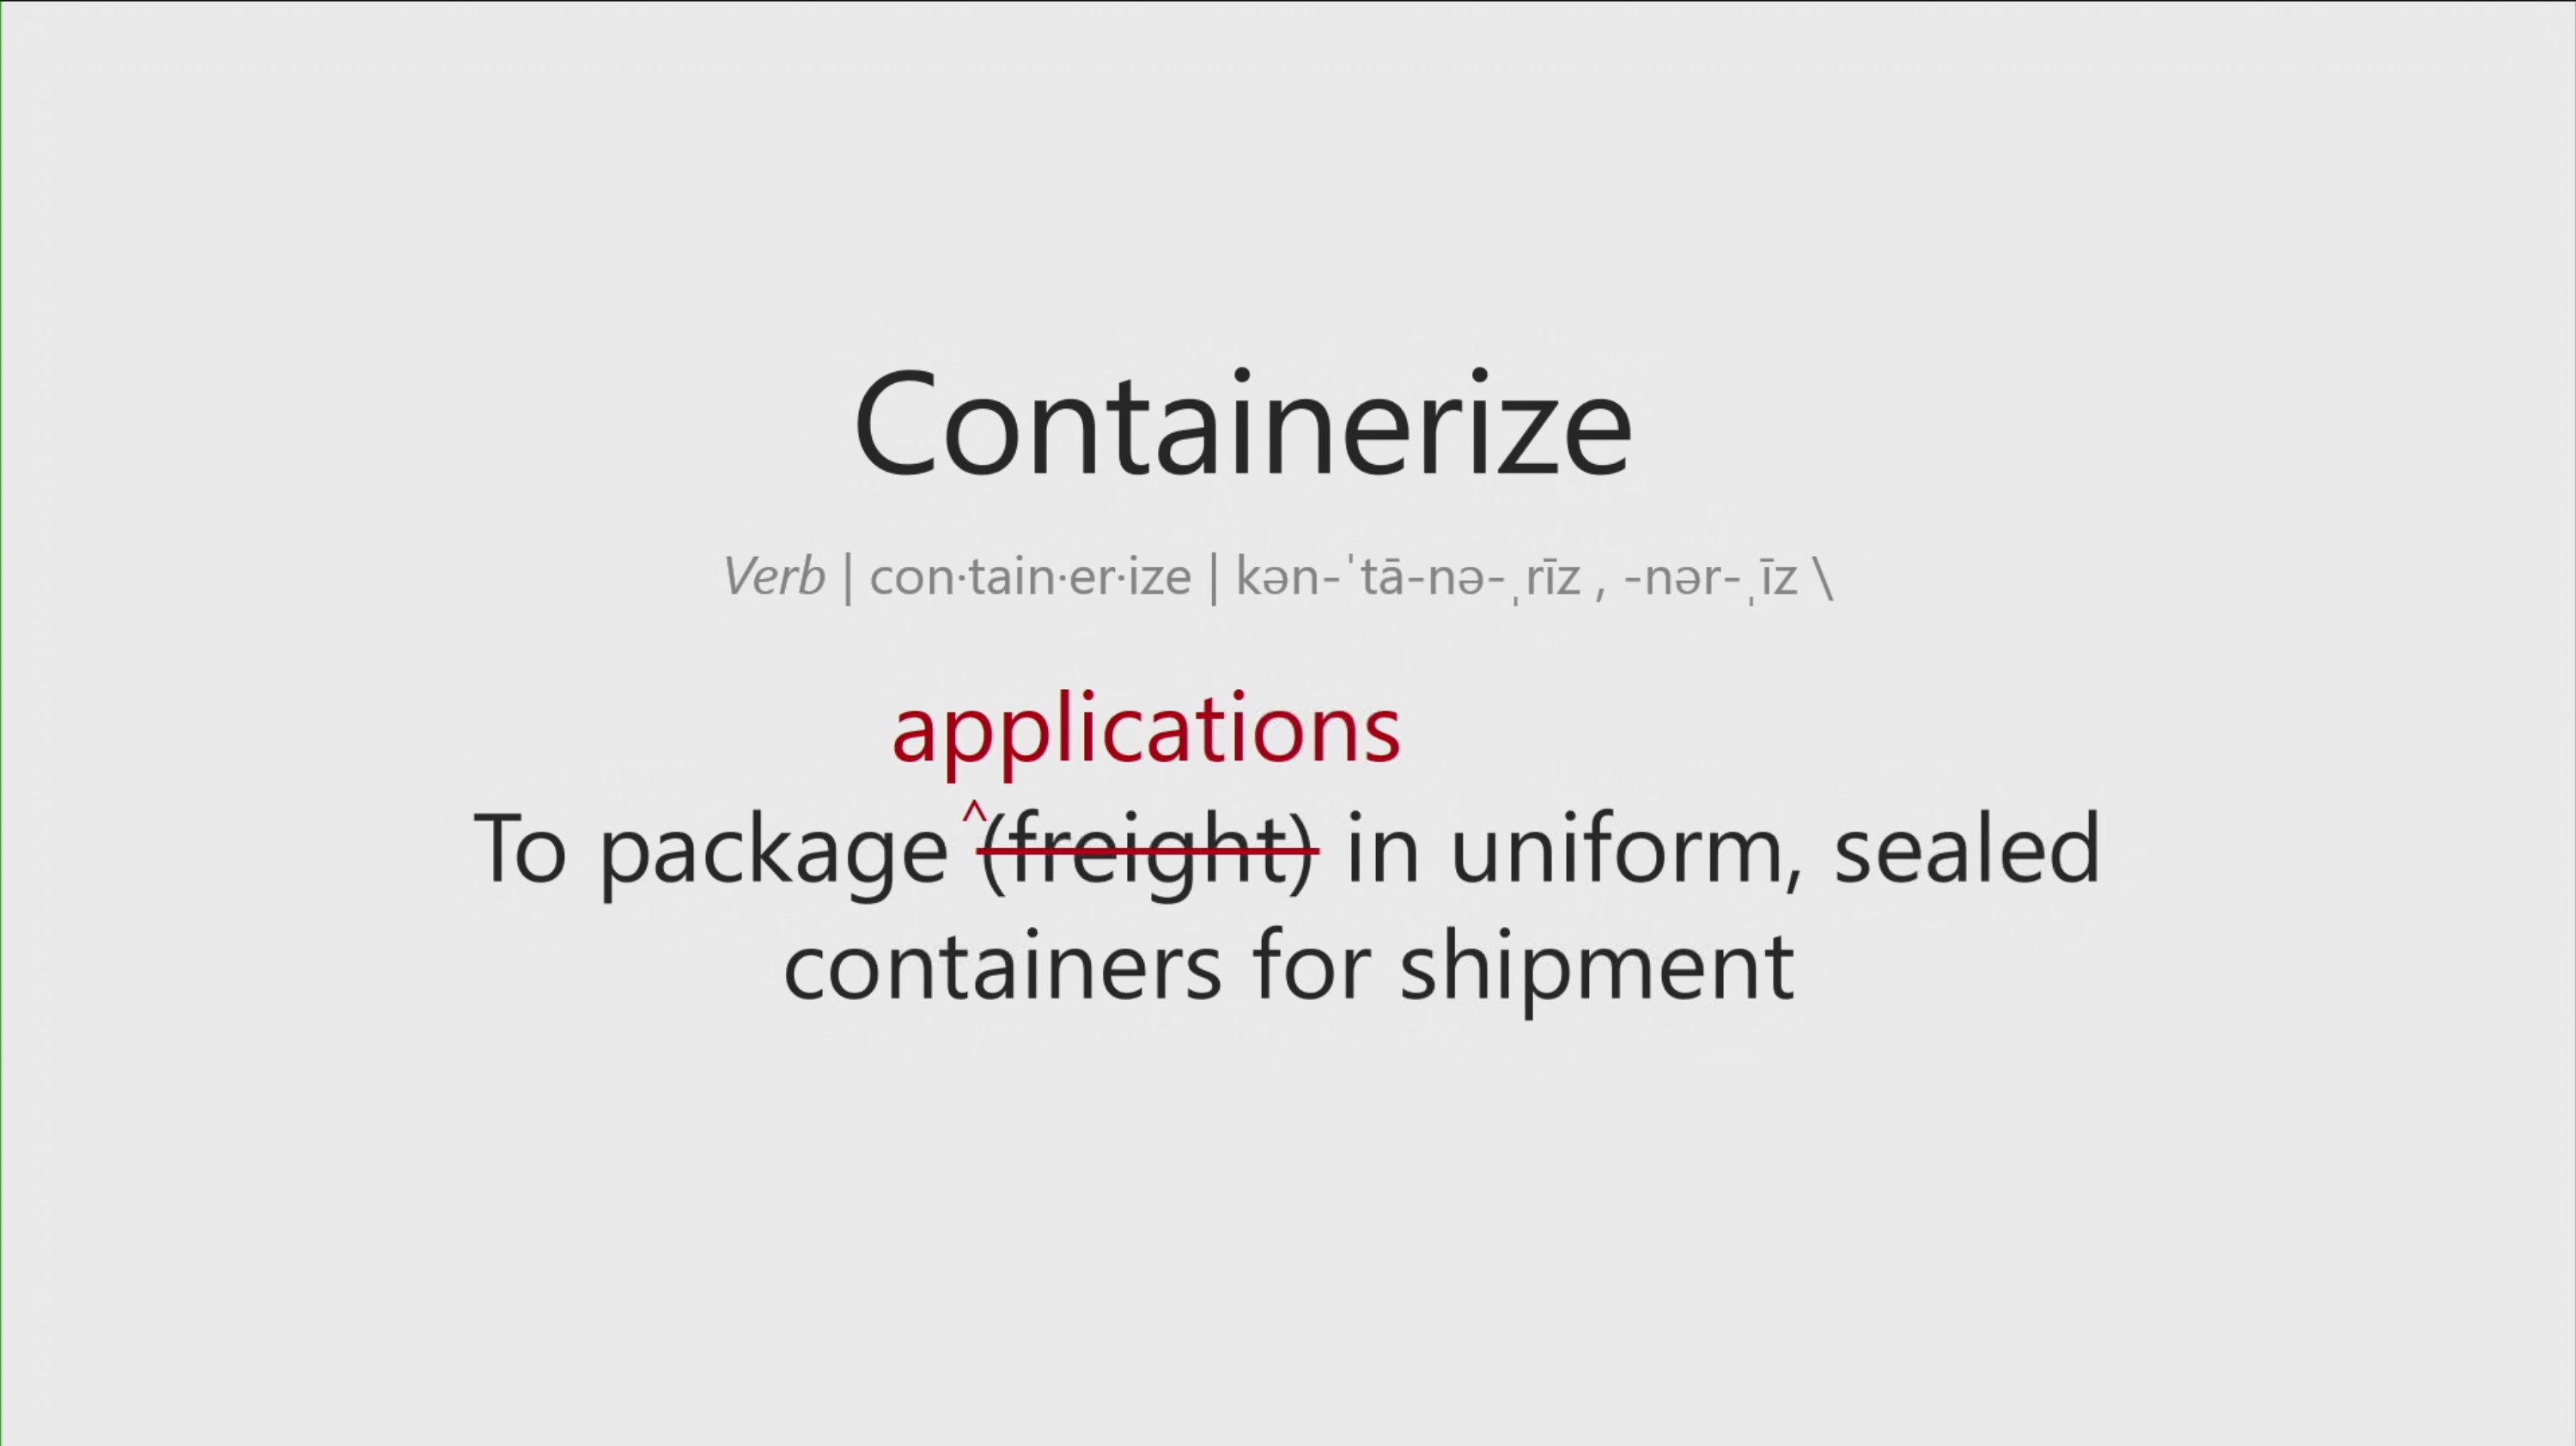 Containerize
Verb | con·tain·er·ize | kən-ˈtā-nə-ˌrīz , -nər-ˌīz \
applications
To package ^(freight) in uniform, sealed
containers for shipment